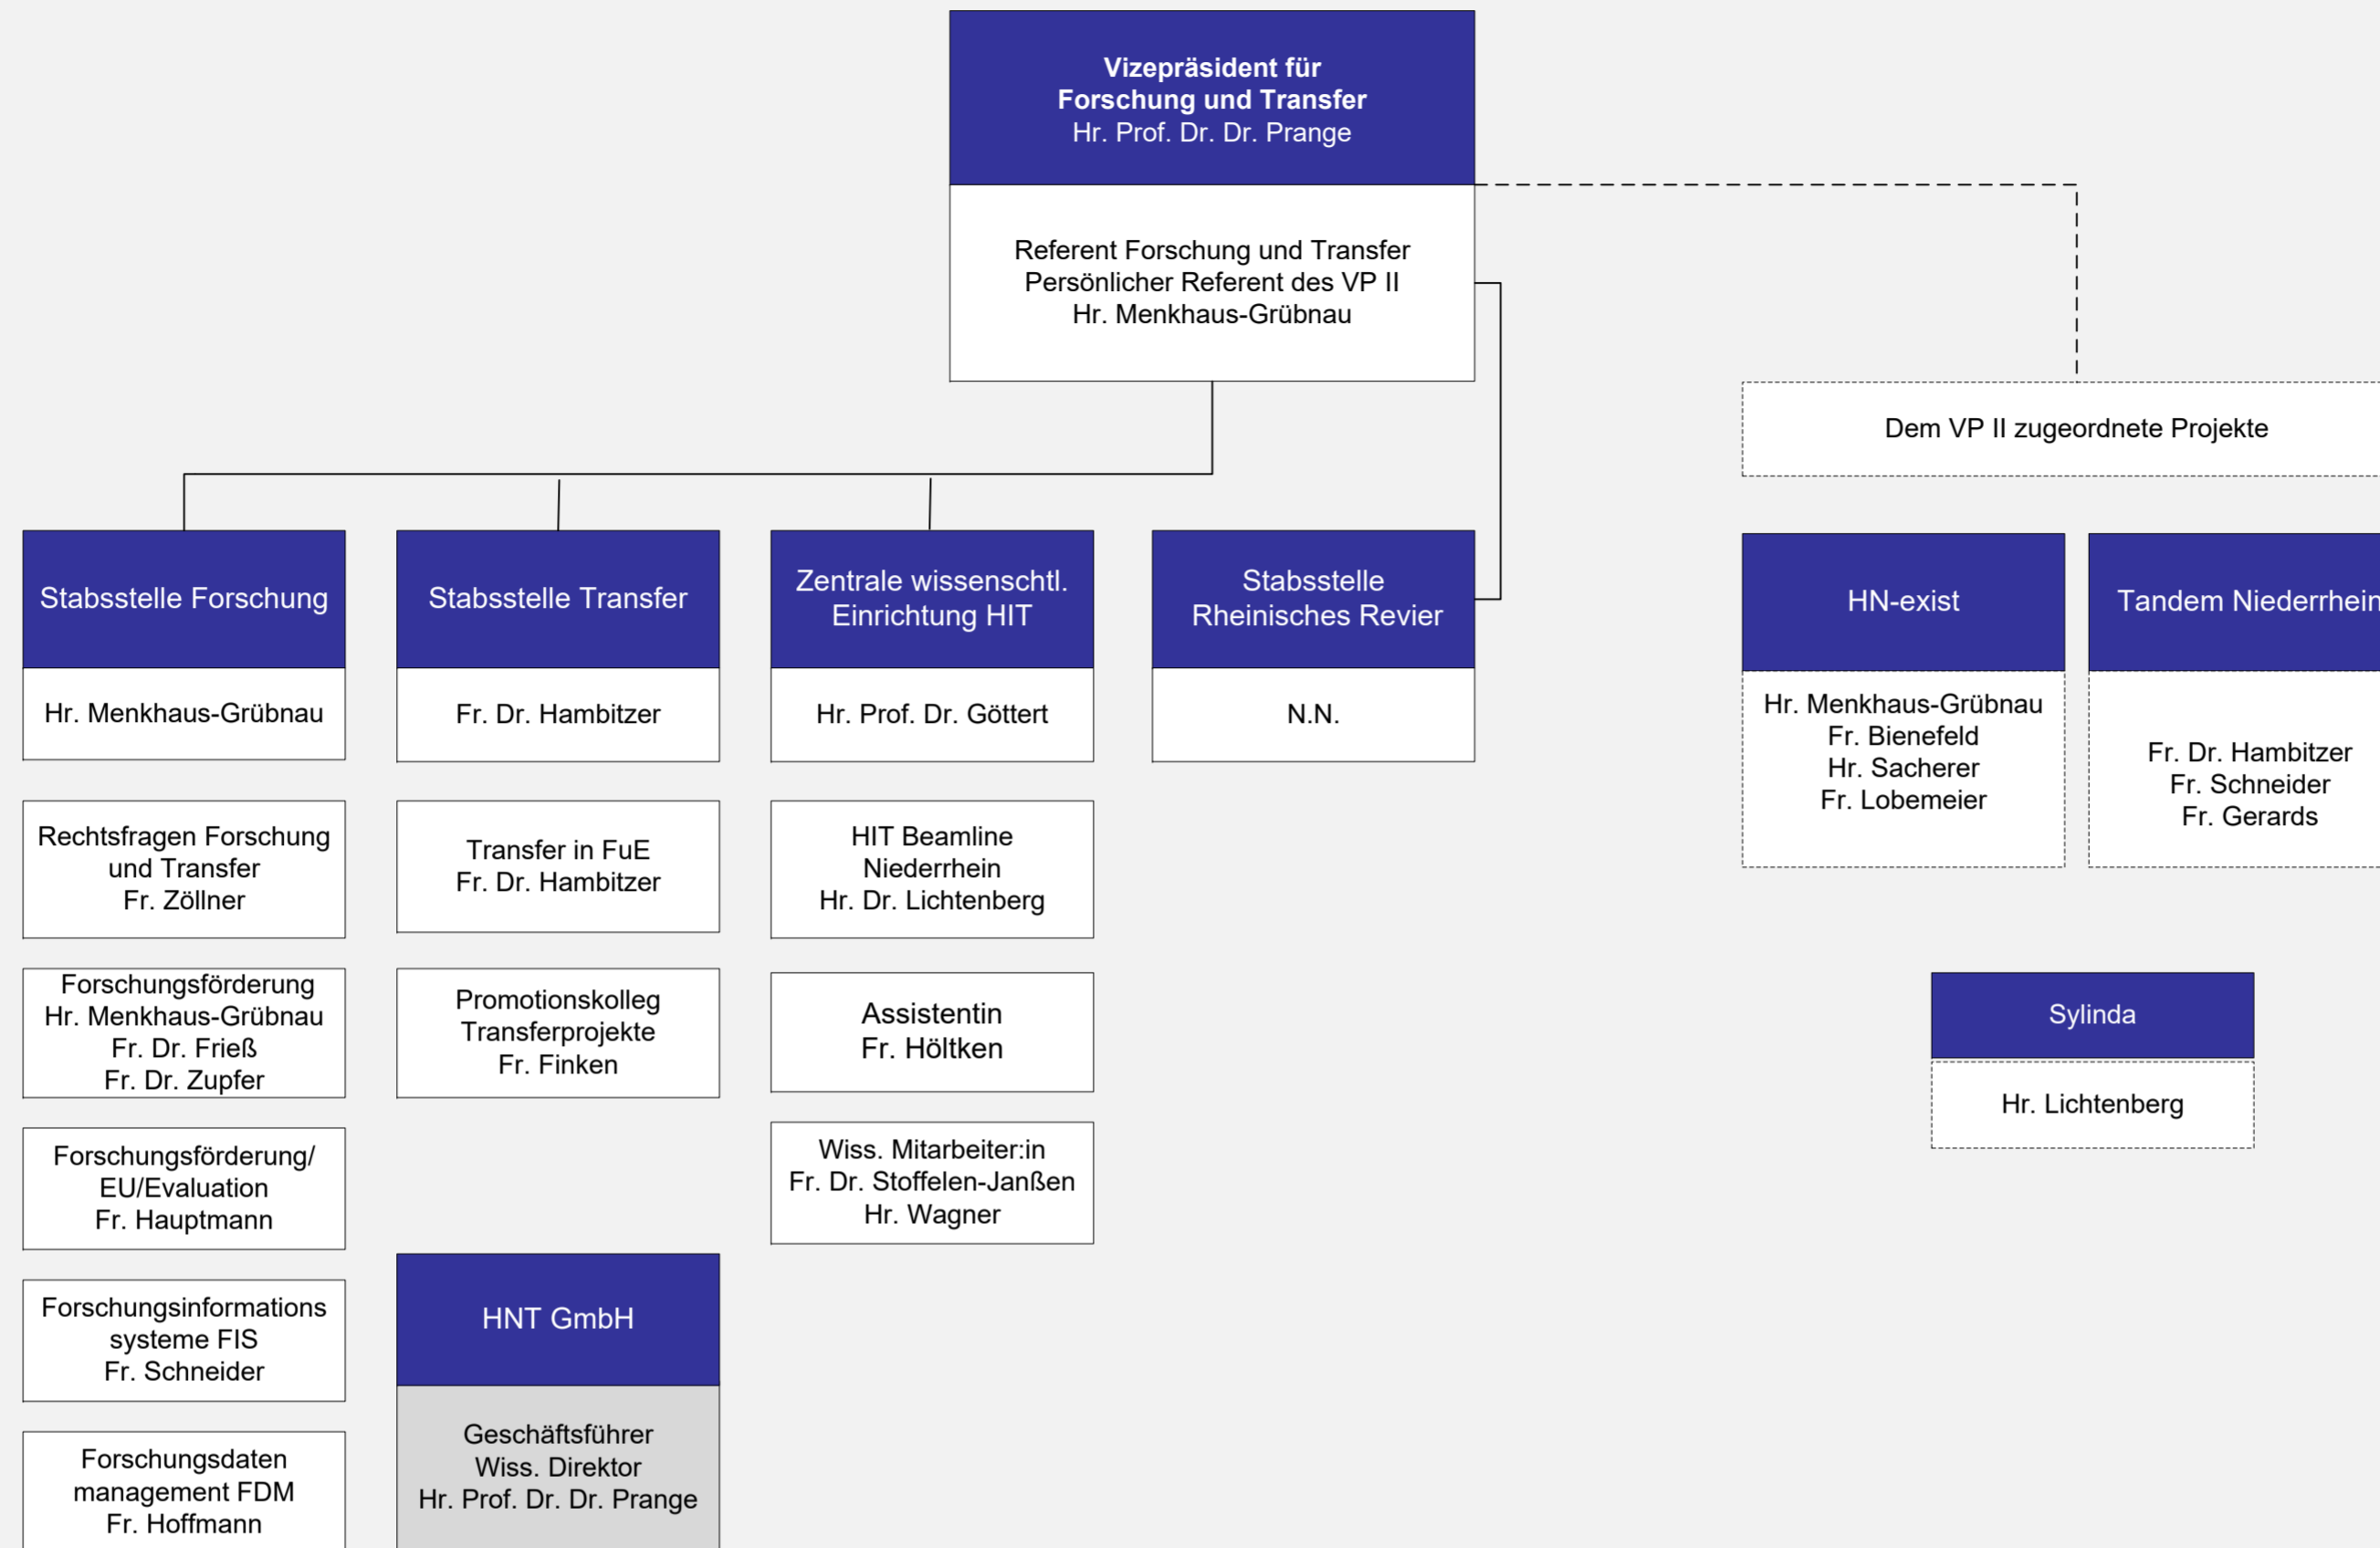 Vizepräsident für
Forschung und Transfer
Hr. Prof. Dr. Dr. Prange
Referent Forschung und Transfer
Persönlicher Referent des VP II
Hr. Menkhaus-Grübnau
Dem VP II zugeordnete Projekte
Stabsstelle Forschung
Hr. Menkhaus-Grübnau
Rechtsfragen Forschung
und Transfer
Fr. Zöllner
Forschungsförderung
Hr. Menkhaus-Grübnau
Fr. Dr. Frieß
Fr. Dr. Zupfer
Forschungsförderung/
EU/Evaluation
Fr. Hauptmann
Forschungsinformations
systeme FIS
Fr. Schneider
Forschungsdaten
management FDM
Fr. Hoffmann
Stabsstelle Transfer
Fr. Dr. Hambitzer
Transfer in FuE
Fr. Dr. Hambitzer
Promotionskolleg
Transferprojekte
Fr. Finken
HNT GmbH
Geschäftsführer
Wiss. Direktor
Hr. Prof. Dr. Dr. Prange
Zentrale wissenschtl.
Einrichtung HIT
Hr. Prof. Dr. Göttert
HIT Beamline
Niederrhein
Hr. Dr. Lichtenberg
Assistentin
Fr. Höltken
Wiss. Mitarbeiter:in
Fr. Dr. Stoffelen-Janßen
Hr. Wagner
Stabsstelle
Rheinisches Revier
N.N.
HN-exist
Hr. Menkhaus-Grübnau
Fr. Bienefeld
Hr. Sacherer
Fr. Lobemeier
Tandem Niederrhein
Fr. Dr. Hambitzer
Fr. Schneider
Fr. Gerards
Sylinda
Hr. Lichtenberg